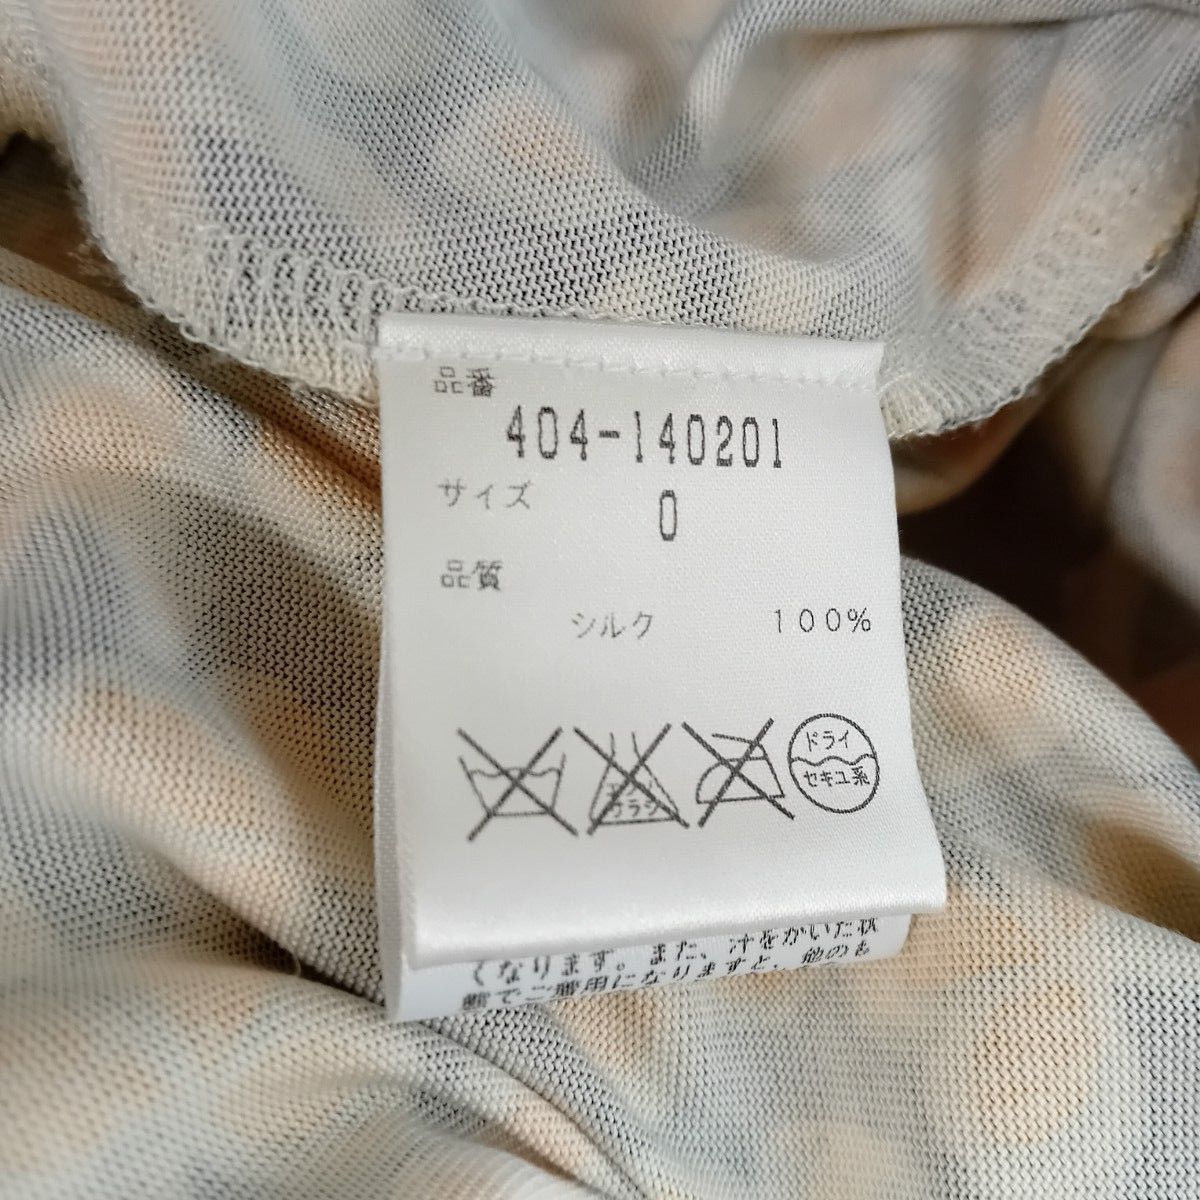 品番
404-140201
サイズ
0
品質
シルク 100%
ドライ
セキユ系
くなります。また、汗をかいた状
態でご着用になりますと、他のも